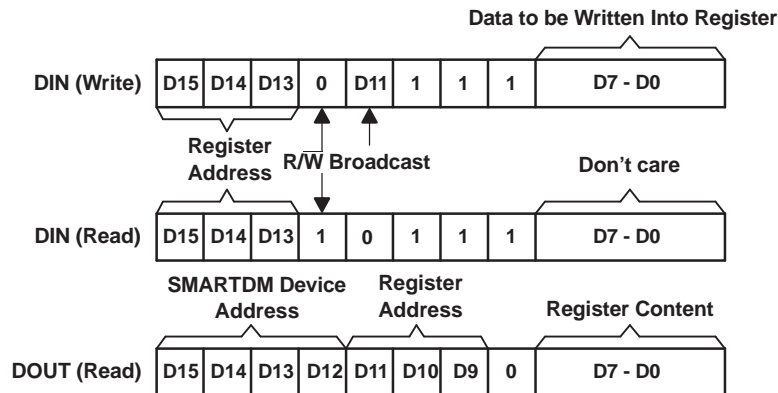 Data to be Written Into Register
DIN (Write) D15 D14 D13 0 D11 1 1 1 D7 - D0
Register
Address
R/W Broadcast
Don't care
DIN (Read) D15 D14 D13 1 0 1 1 1 D7 - D0
SMARTDM Device
Address
Register
Address
Register Content
DOUT (Read) D15 D14 D13 D12 D11 D10 D9 0 D7 - D0